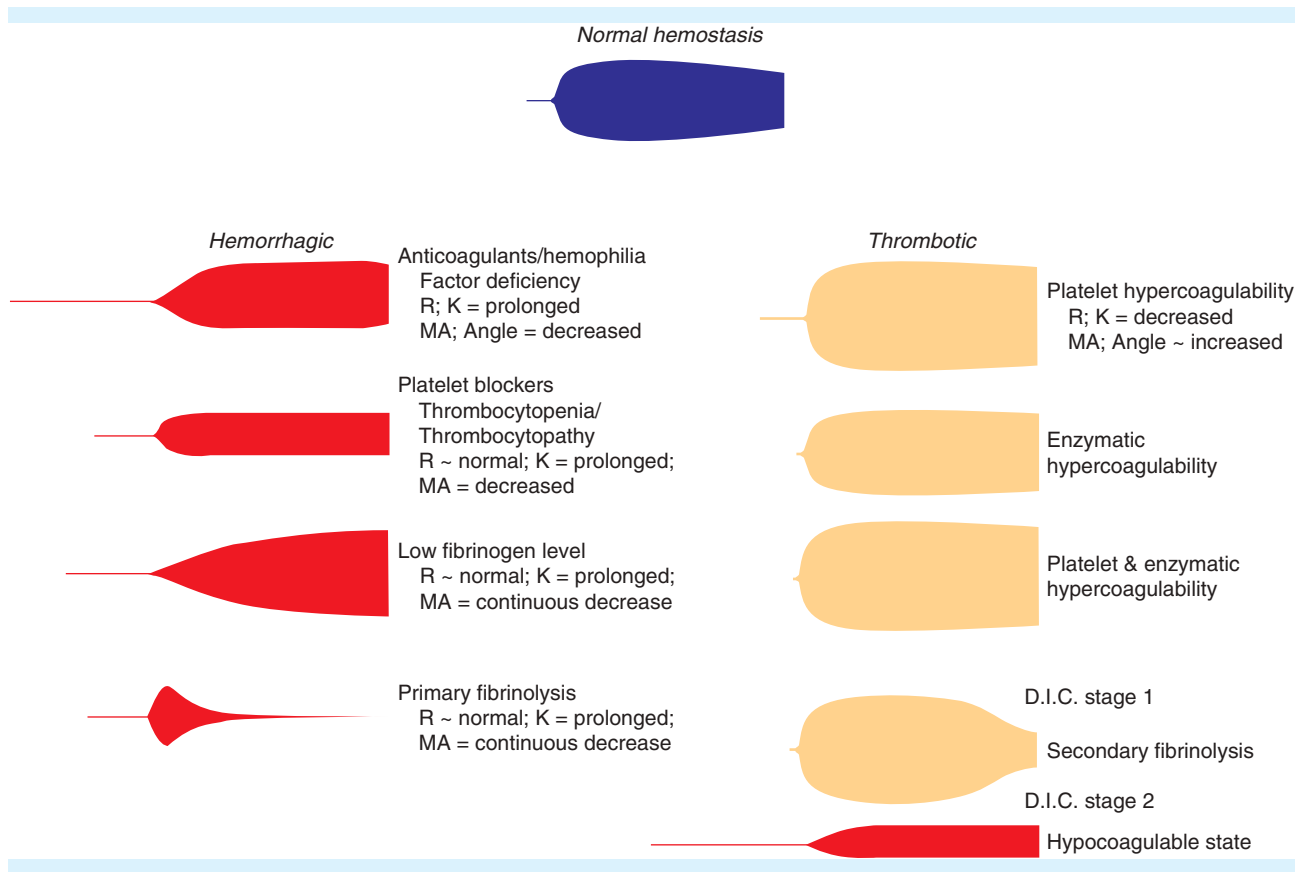 Normal hemostasis
Hemorrhagic
Anticoagulants/hemophilia
Factor deficiency
R; K = prolonged
MA; Angle = decreased
Platelet blockers
Thrombocytopenia/
Thrombocytopathy
R ~ normal; K = prolonged;
MA = decreased
Low fibrinogen level
R ~ normal; K = prolonged;
MA = continuous decrease
Primary fibrinolysis
R ~ normal; K = prolonged;
MA = continuous decrease
Thrombotic
Platelet hypercoagulability
R; K = decreased
MA; Angle ~ increased
Enzymatic
hypercoagulability
Platelet & enzymatic
hypercoagulability
D.I.C. stage 1
Secondary fibrinolysis
D.I.C. stage 2
Hypocoagulable state